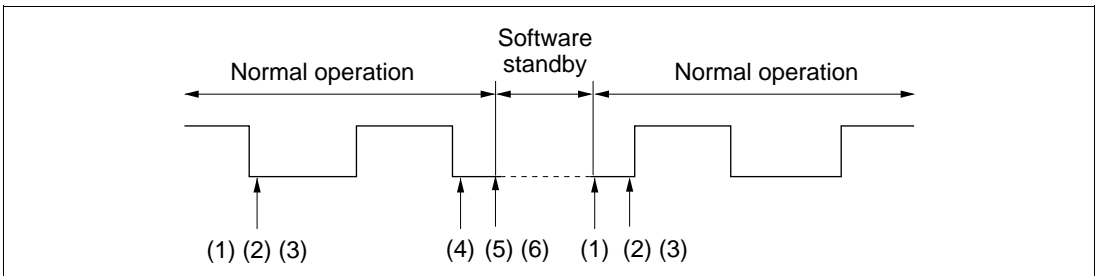 Software
standby
Normal operation
Normal operation
(1) (2) (3)
(4) (5) (6)
(1) (2) (3)